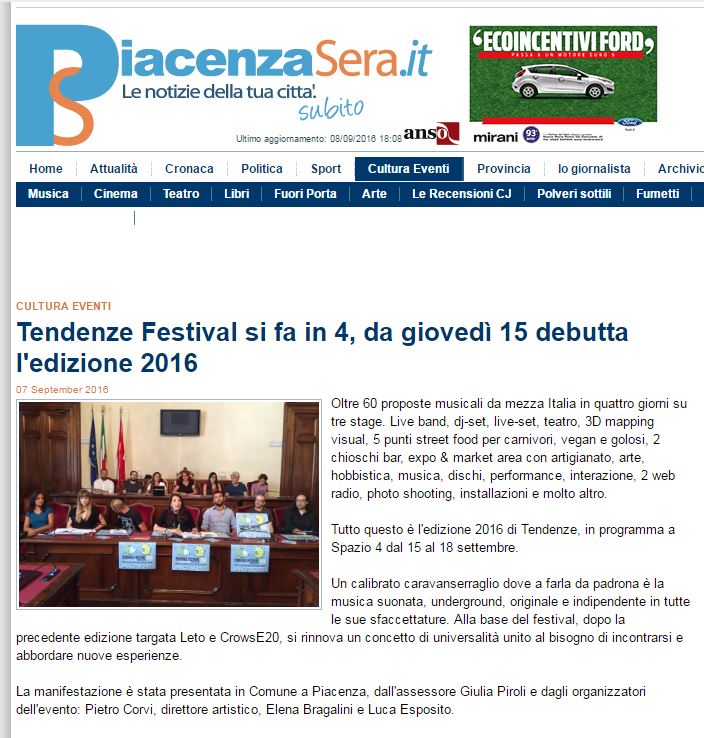 PiacenzaSera.it
Le notizie della tua citta'.
subito
'ECOINCENTIVI FORD,
PASSA A UN MOTORE EURO 6
Ford
Ultimo aggiornamento: 08/09/2016 18:08
anso
mirani
93
Home Attualità Cronaca Politica Sport Cultura Eventi Provincia Io giornalista Archivio
Musica Cinema Teatro Libri Fuori Porta Arte Le Recensioni CJ Polveri sottili Fumetti
CULTURA EVENTI
Tendenze Festival si fa in 4, da giovedì 15 debutta
l'edizione 2016
07 September 2016
Oltre 60 proposte musicali da mezza Italia in quattro giorni su
tre stage. Live band, dj-set, live-set, teatro, 3D mapping
visual, 5 punti street food per carnivori, vegan e golosi, 2
chioschi bar, expo & market area con artigianato, arte,
hobbistica, musica, dischi, performance, interazione, 2 web
radio, photo shooting, installazioni e molto altro.
Tutto questo è l'edizione 2016 di Tendenze, in programma a
Spazio 4 dal 15 al 18 settembre.
Un calibrato caravanserraglio dove a farla da padrona è la
musica suonata, underground, originale e indipendente in tutte
le sue sfaccettature. Alla base del festival, dopo la
precedente edizione targata Leto e CrowsE20, si rinnova un concetto di universalità unito al bisogno di incontrarsi e
abbordare nuove esperienze.
La manifestazione è stata presentata in Comune a Piacenza, dall'assessore Giulia Piroli e dagli organizzatori
dell'evento: Pietro Corvi, direttore artistico, Elena Bragalini e Luca Esposito.